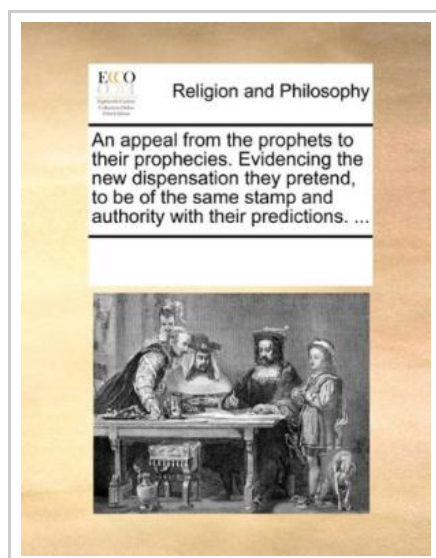 ECCO
Religion and Philosophy
An appeal from the prophets to
their prophecies. Evidencing the
new dispensation they pretend,
to be of the same stamp and
authority with their predictions. ...